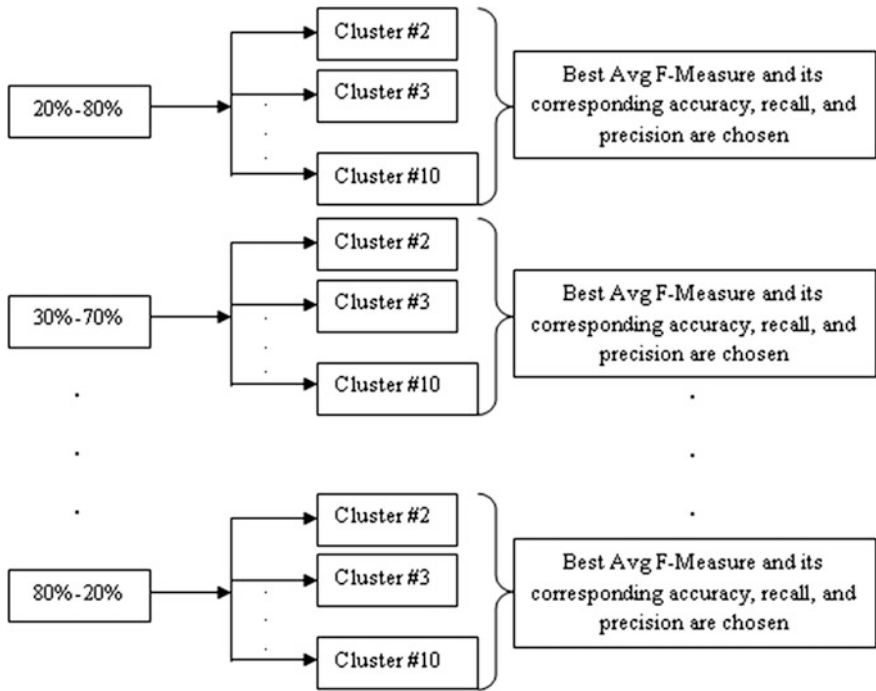 20%-80%
Cluster #2
Cluster #3
Cluster #10
Best Avg F-Measure and its
corresponding accuracy, recall, and
precision are chosen
30%-70%
Cluster #2
Cluster #3
Cluster #10
Best Avg F-Measure and its
corresponding accuracy, recall, and
precision are chosen
80%-20%
Cluster #2
Cluster #3
Cluster #10
Best Avg F-Measure and its
corresponding accuracy, recall, and
precision are chosen